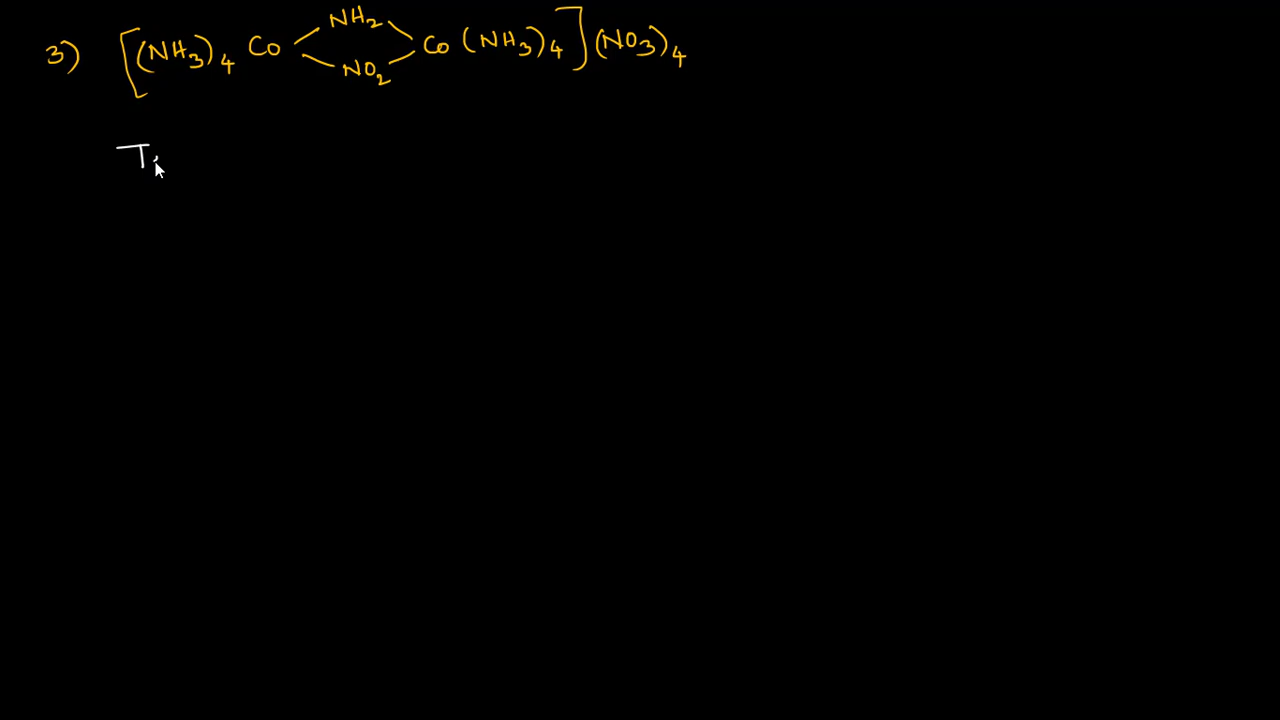 3) [(NH₃)₄ Co < NH₂ / NO₂ > Co (NH₃)₄] (NO₃)₄
T